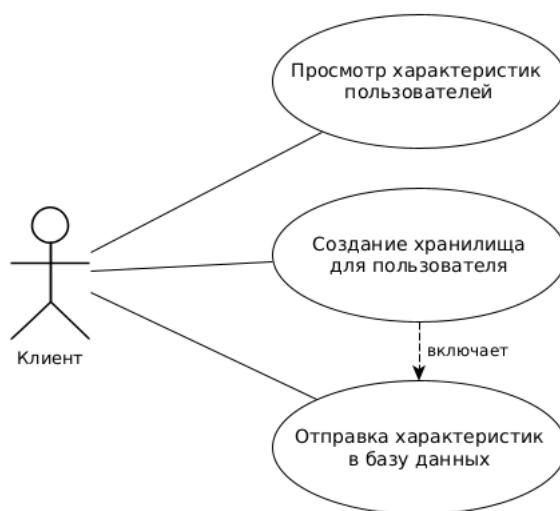 Просмотр характеристик
пользователей
Создание хранилища
для пользователя
включает
Клиент
Отправка характеристик
в базу данных